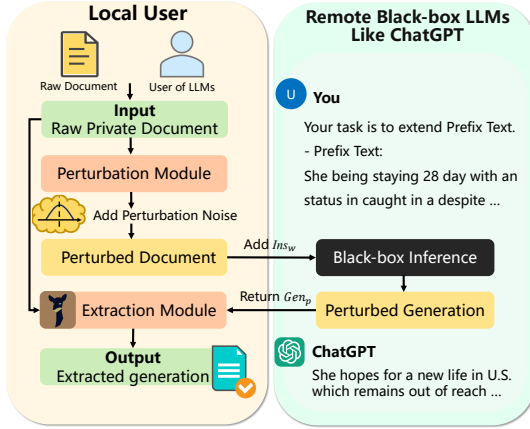 Local User
Raw Document
User of LLMs
Input
Raw Private Document
Perturbation Module
Add Perturbation Noise
Perturbed Document
Extraction Module
Output
Extracted generation
Add Ins_w
Return Gen_p
Remote Black-box LLMs
Like ChatGPT
U
You
Your task is to extend Prefix Text.
- Prefix Text:
She being staying 28 day with an
status in caught in a despite ...
Black-box Inference
Perturbed Generation
ChatGPT
She hopes for a new life in U.S.
which remains out of reach ...